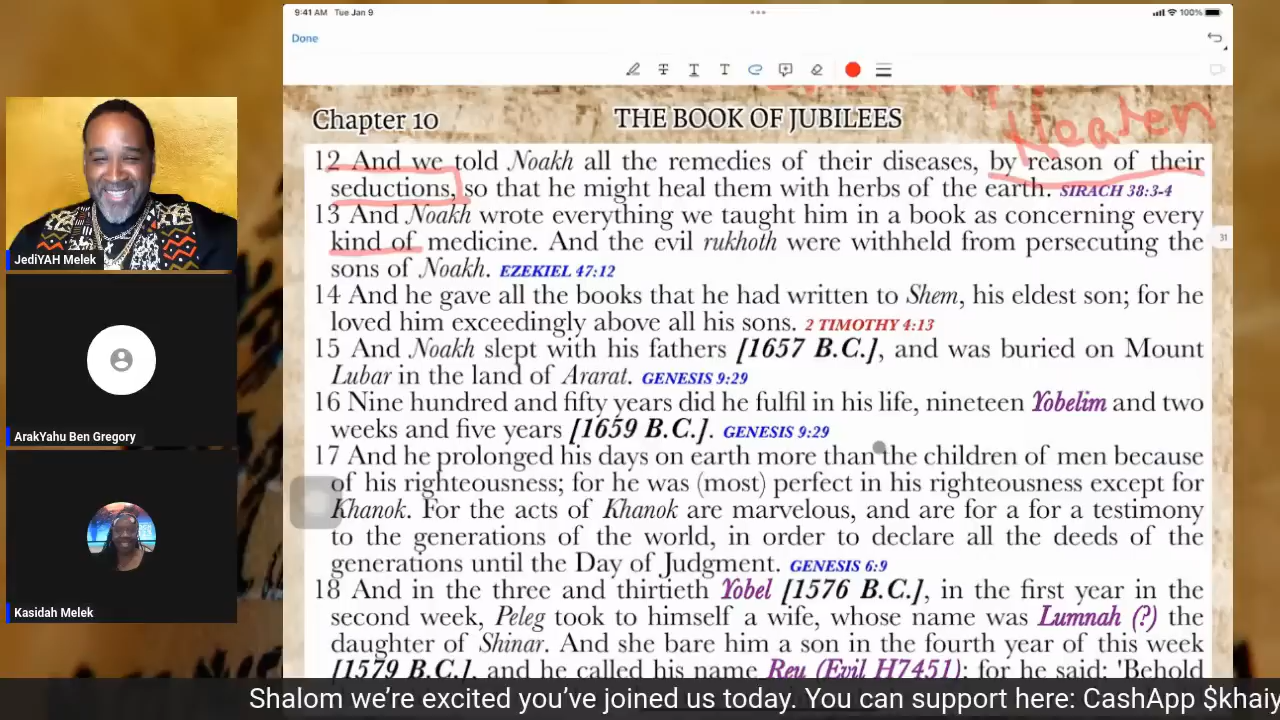 9:41 AM Tue Jan 9
100%
Done
Heaten
Chapter 10
THE BOOK OF JUBILEES
12 And we told Noakh all the remedies of their diseases, by reason of their
seductions, so that he might heal them with herbs of the earth. SIRACH 38:3-4
13 And Noakh wrote everything we taught him in a book as concerning every
kind of medicine. And the evil rukhoth were withheld from persecuting the
sons of Noakh. EZEKIEL 47:12
14 And he gave all the books that he had written to Shem, his eldest son; for he
loved him exceedingly above all his sons. 2 TIMOTHY 4:13
15 And Noakh slept with his fathers [1657 B.C.], and was buried on Mount
Lubar in the land of Ararat. GENESIS 9:29
16 Nine hundred and fifty years did he fulfil in his life, nineteen Yobelim and two
weeks and five years [1659 B.C.]. GENESIS 9:29
17 And he prolonged his days on earth more than the children of men because
of his righteousness; for he was (most) perfect in his righteousness except for
Khanok. For the acts of Khanok are marvelous, and are for a for a testimony
to the generations of the world, in order to declare all the deeds of the
generations until the Day of Judgment. GENESIS 6:9
18 And in the three and thirtieth Yobel [1576 B.C.], in the first year in the
second week, Peleg took to himself a wife, whose name was Lumnah (?) the
daughter of Shinar. And she bare him a son in the fourth year of this week
[1579 B.C.], and he called his name Reu (Evil H7451); for he said; 'Behold
31
JediYAH Melek
ArakYahu Ben Gregory
Kasidah Melek
Shalom we're excited you've joined us today. You can support here: CashApp $khaiy